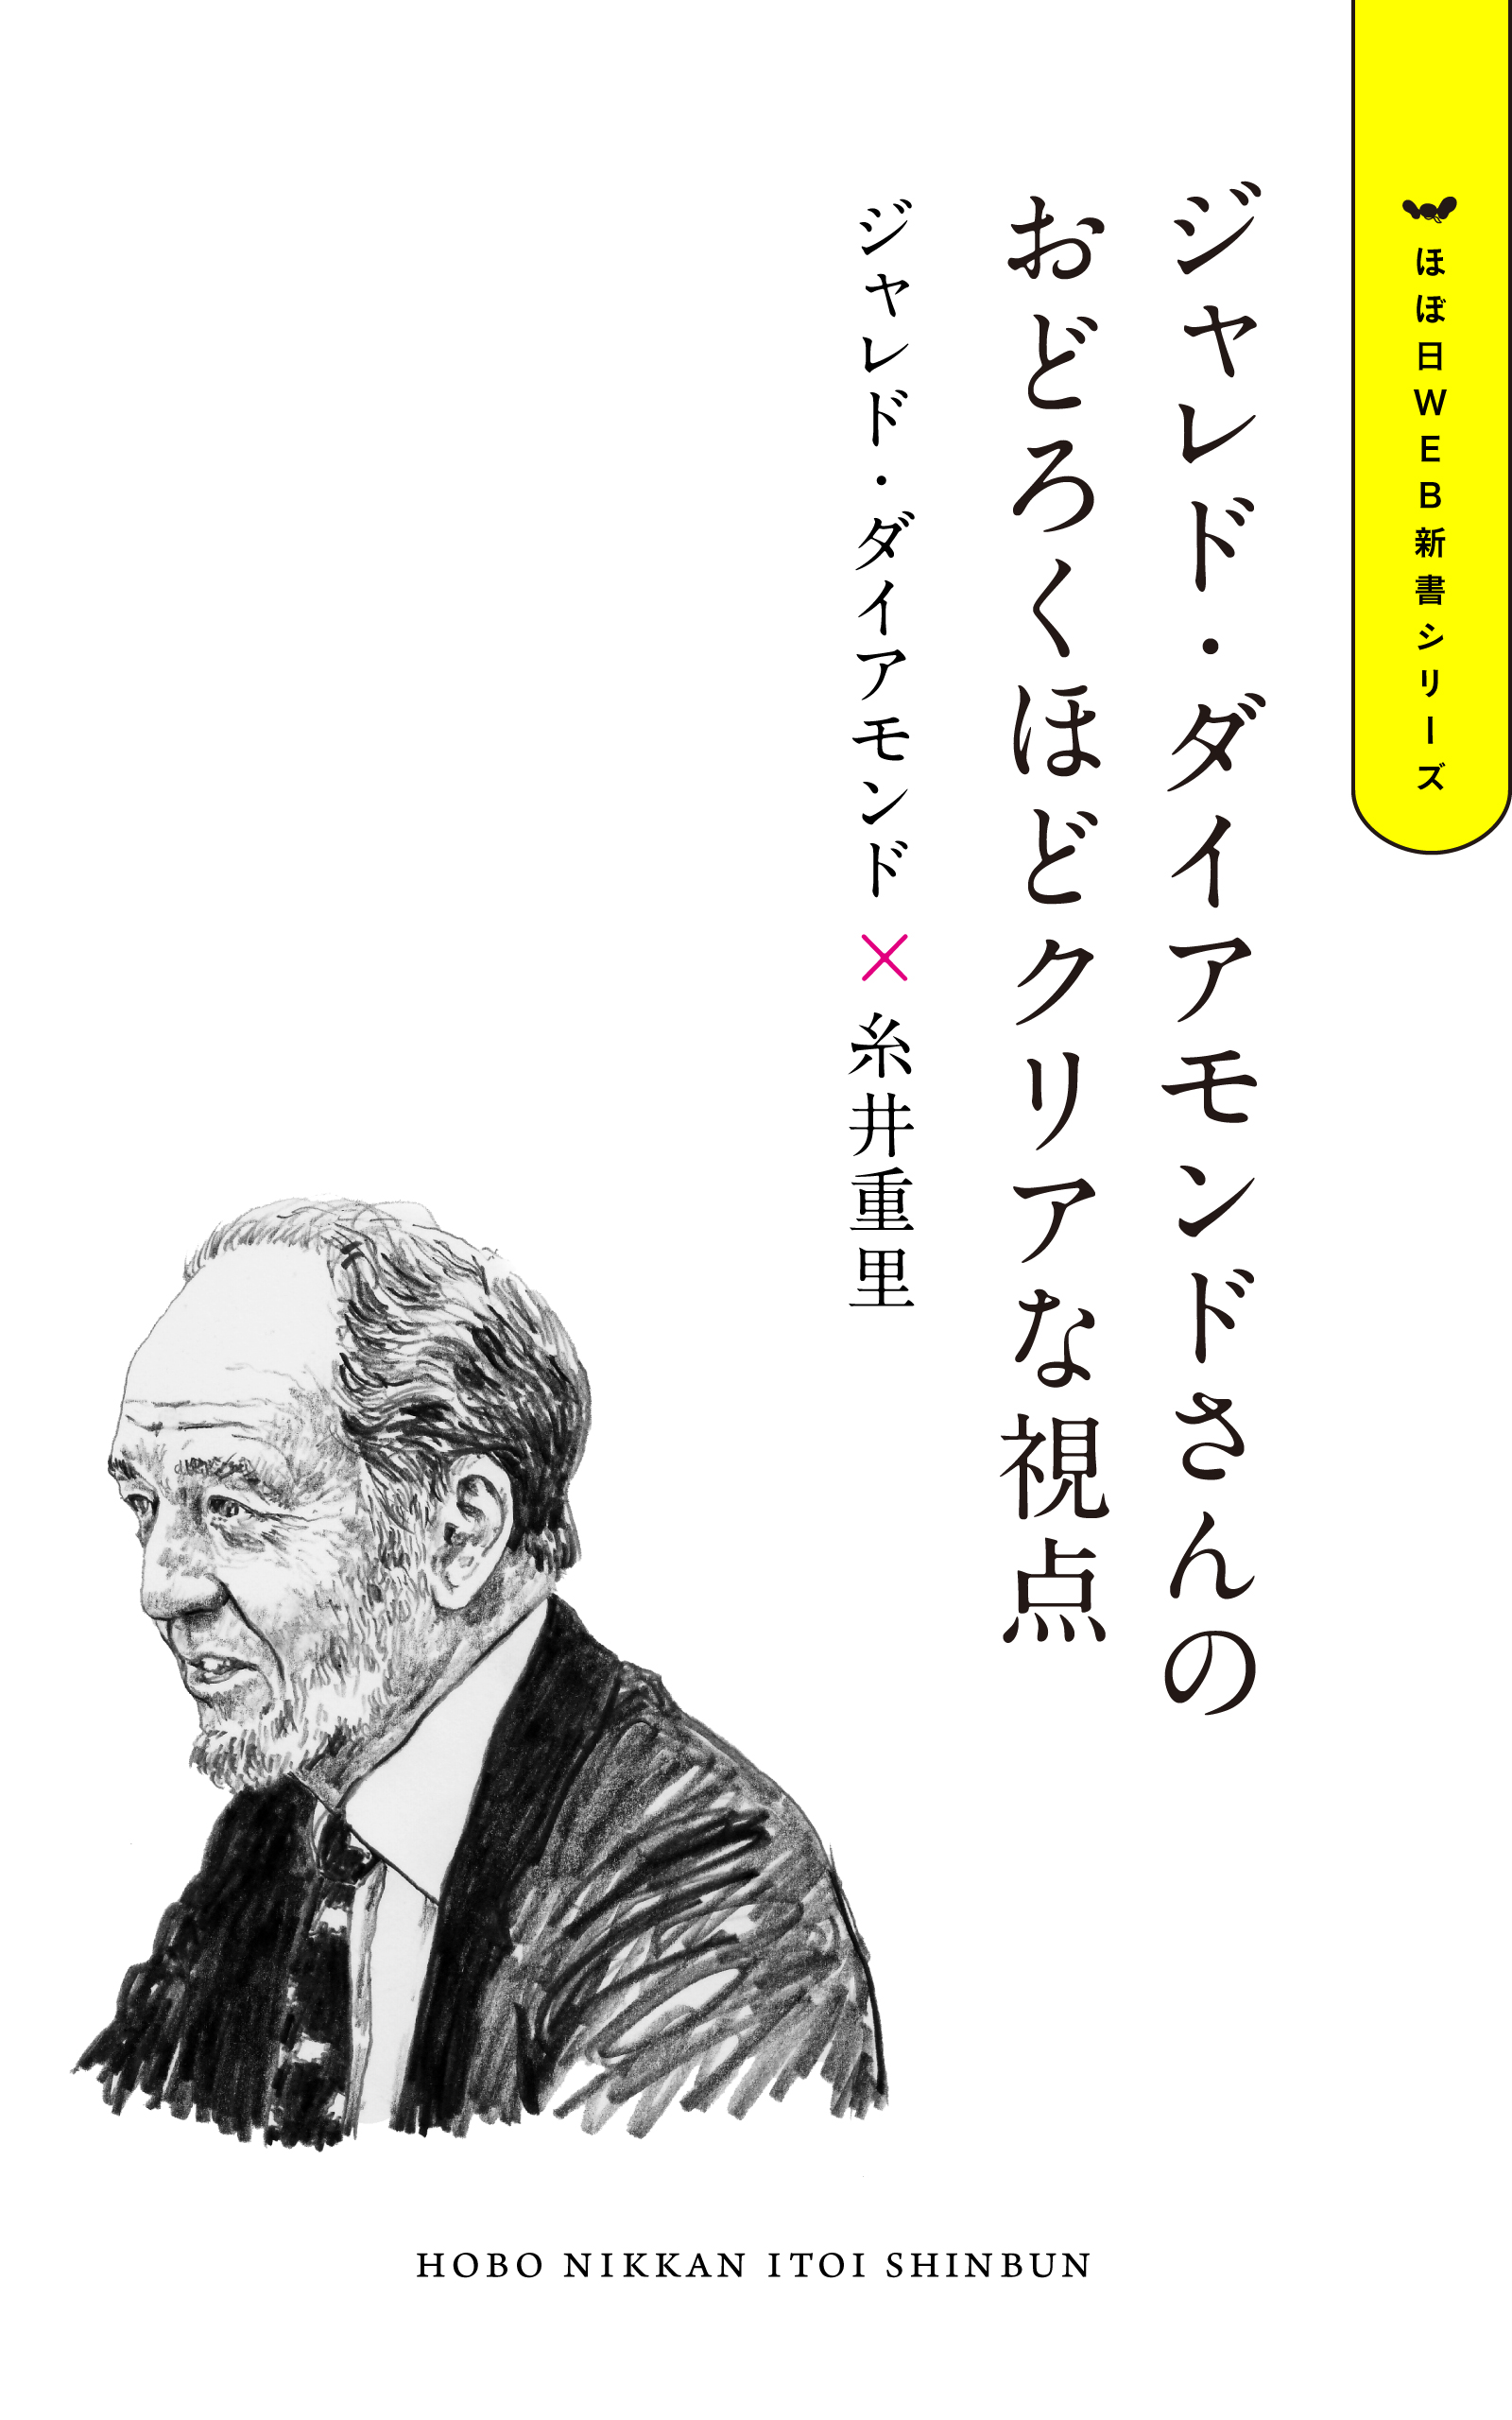 ほぼ日WEB新書シリーズ
ジャレド・ダイアモンドさんの
おどろくほどクリアな視点
ジャレド・ダイアモンド×糸井重里
HOBO NIKKAN ITOI SHINBUN